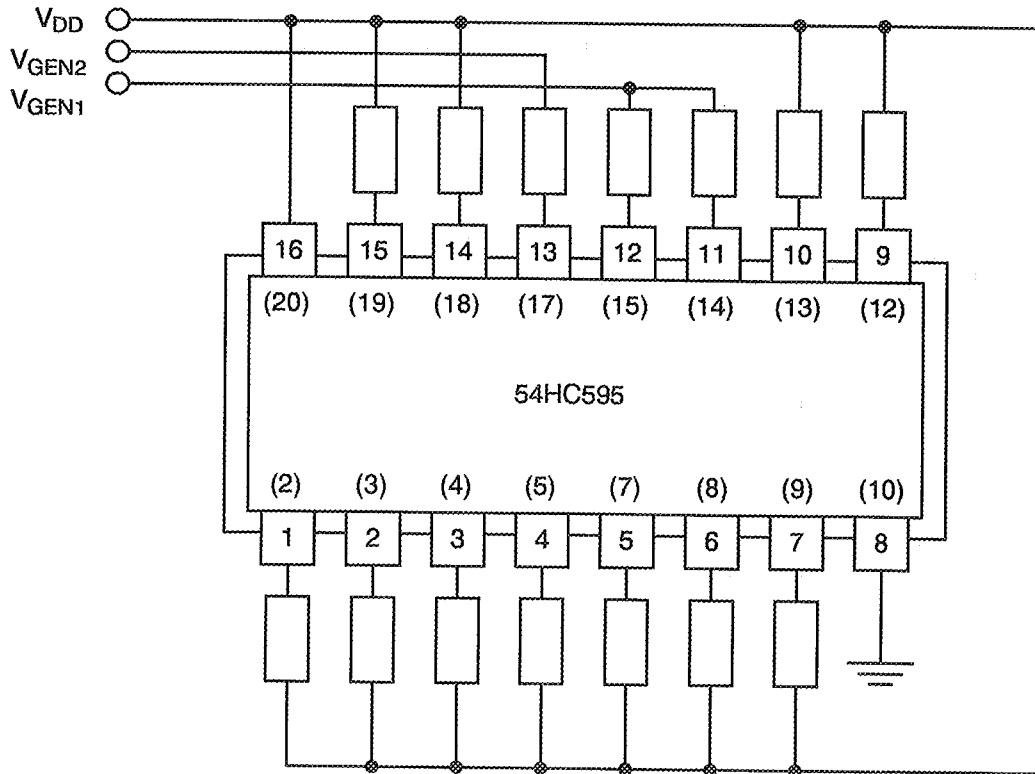 VDD
VGEN2
VGEN1
16 15 14 13 12 11 10 9
(20) (19) (18) (17) (15) (14) (13) (12)
54HC595
(2) (3) (4) (5) (7) (8) (9) (10)
1 2 3 4 5 6 7 8